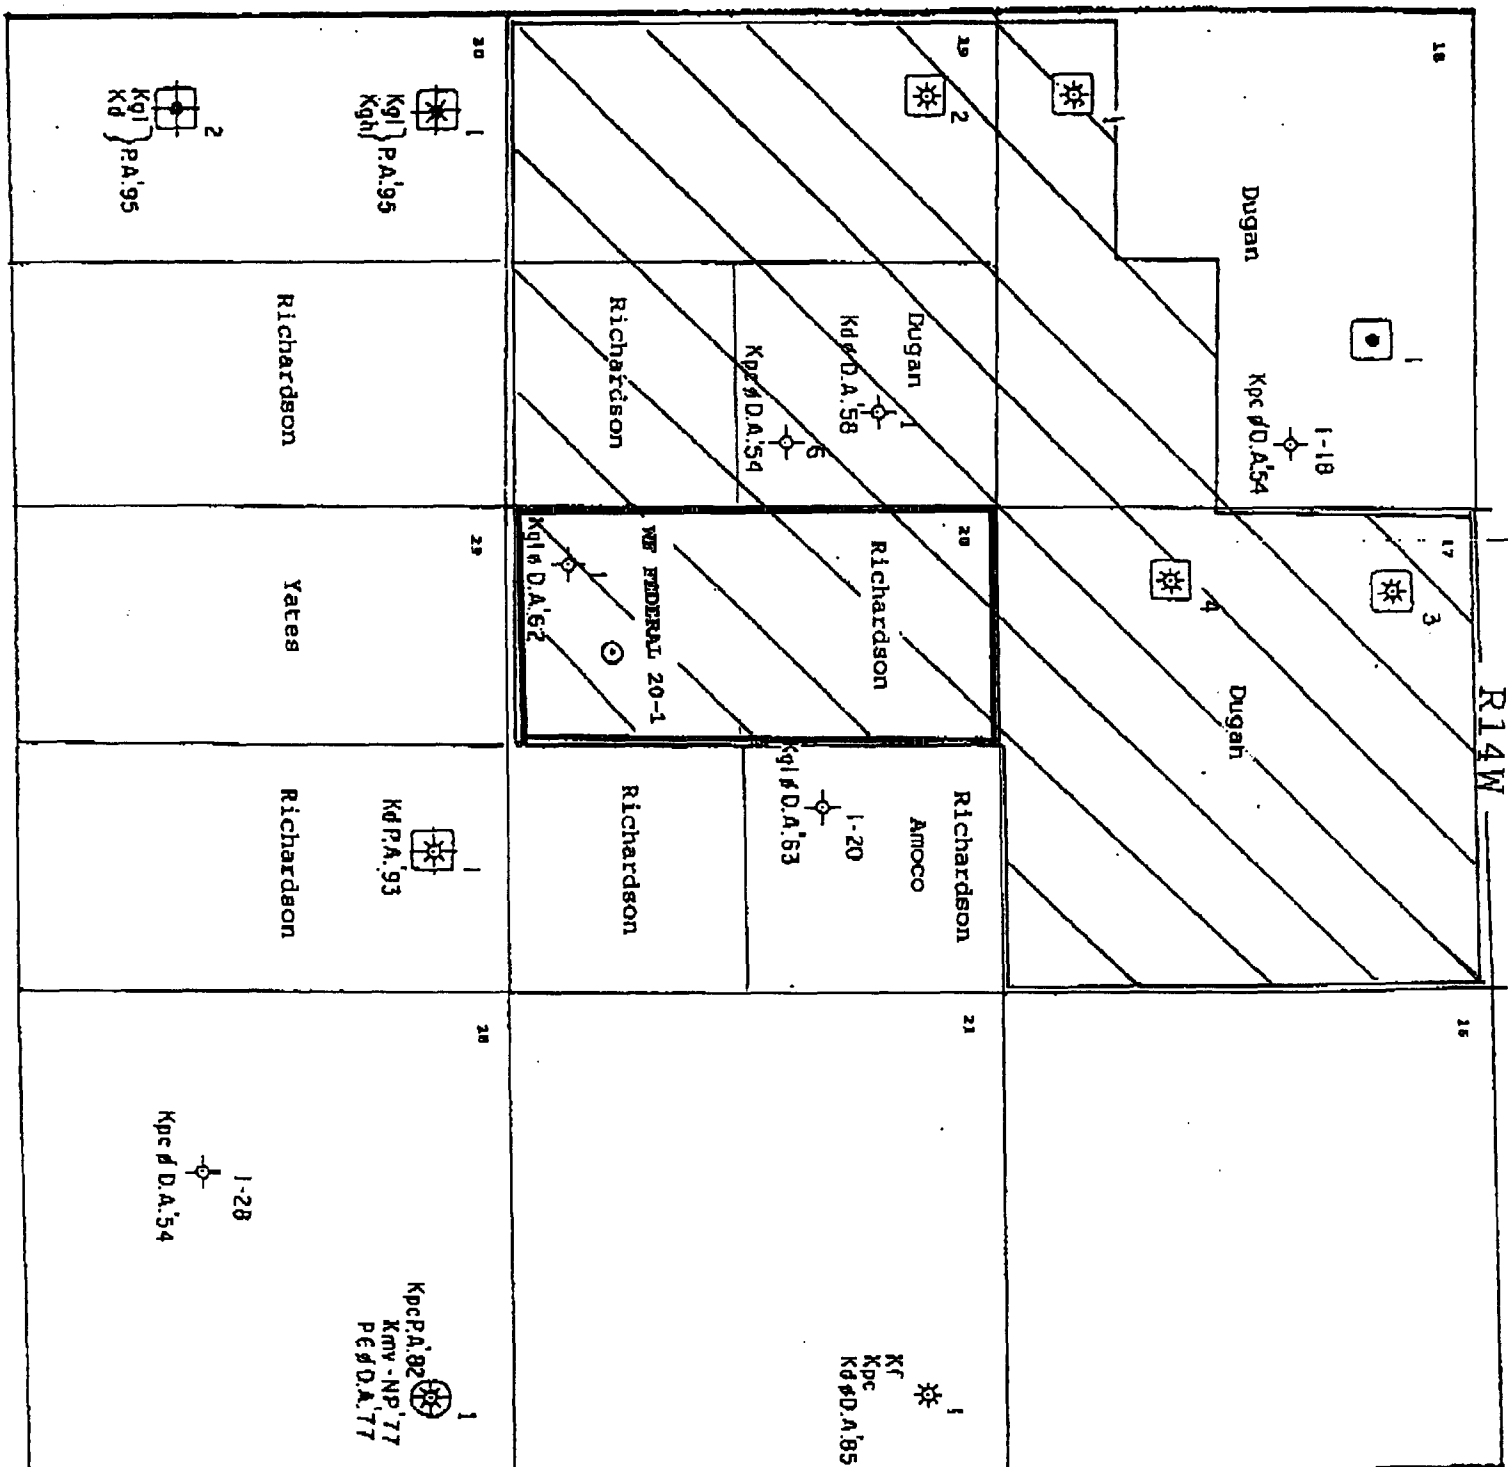 R14W
18
Dugan
1
1
1-18
Kpc ø D.A.'54
17
3
4
Dugan
16
19
2
Dugan
1
Kd ø D.A.'58
6
Kpc ø D.A.'54
Richardson
20
Richardson
WF FEDERAL 20-1
1
Kgl ø D.A.'62
Richardson
Amoco
1-20
Kgl ø D.A.'63
Richardson
21
1
Kf
Kpc
Kd ø D.A.'85
30
1
Kgl
Kgh
P.A.'95
2
Kgl
Kd
P.A.'95
Richardson
29
Yates
1
Kd P.A.'93
Richardson
28
1-28
Kpc ø D.A.'54
1
Kpc P.A.'82
Kmv - NP '77
P€ ø D.A.'77